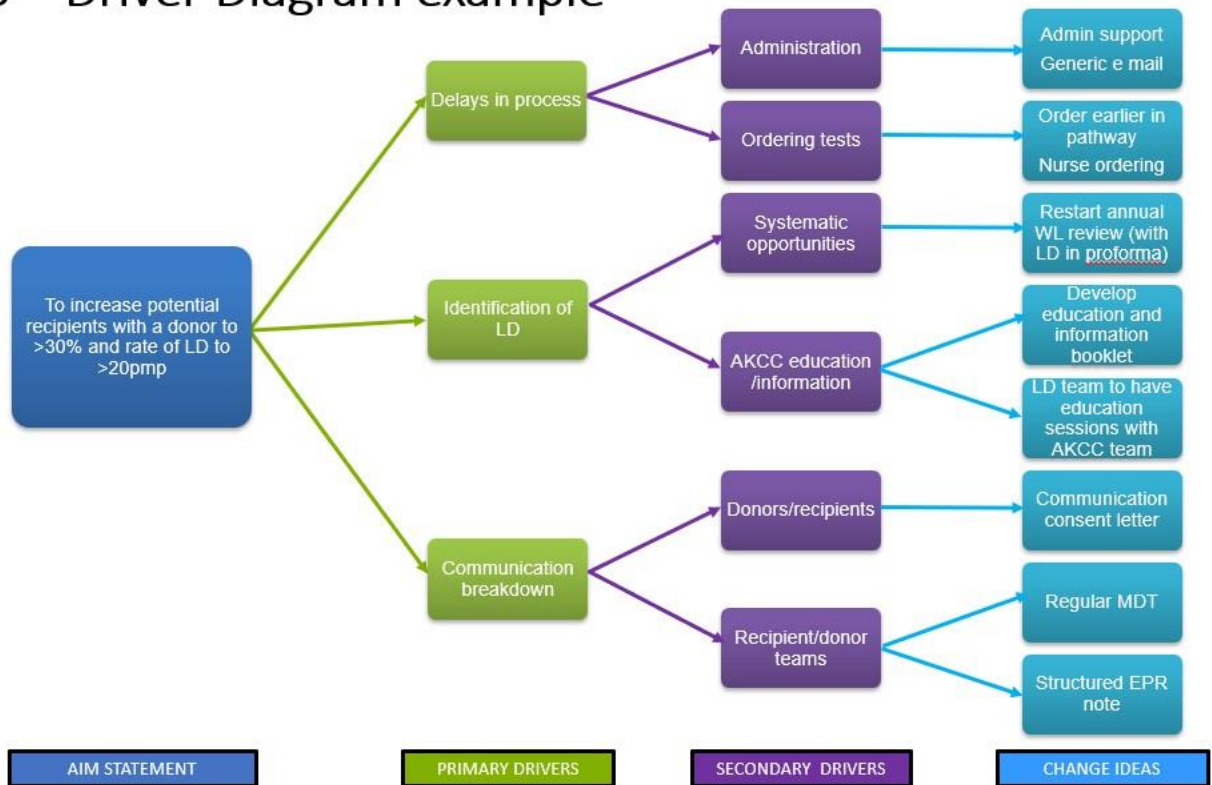 Driver Diagram example
To increase potential
recipients with a donor to
>30% and rate of LD to
>20pmp
Delays in process
Identification of
LD
Communication
breakdown
Administration
Ordering tests
Systematic
opportunities
AKCC education
/information
Donors/recipients
Recipient/donor
teams
Admin support
Generic e mail
Order earlier in
pathway
Nurse ordering
Restart annual
WL review (with
LD in proforma)
Develop
education and
information
booklet
LD team to have
education
sessions with
AKCC team
Communication
consent letter
Regular MDT
Structured EPR
note
AIM STATEMENT
PRIMARY DRIVERS
SECONDARY DRIVERS
CHANGE IDEAS